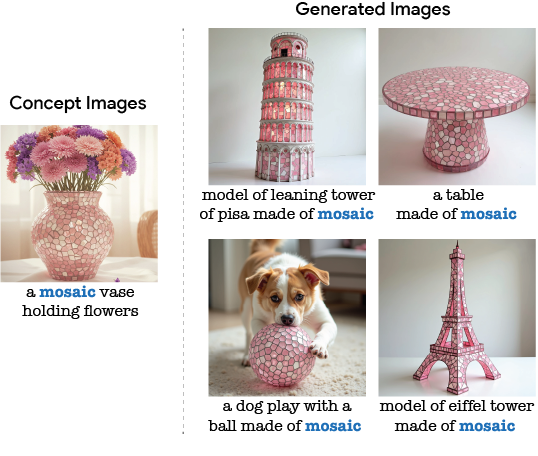 Generated Images
Concept Images
a mosaic vase
holding flowers
model of leaning tower
of pisa made of mosaic
a table
made of mosaic
a dog play with a
ball made of mosaic
model of eiffel tower
made of mosaic